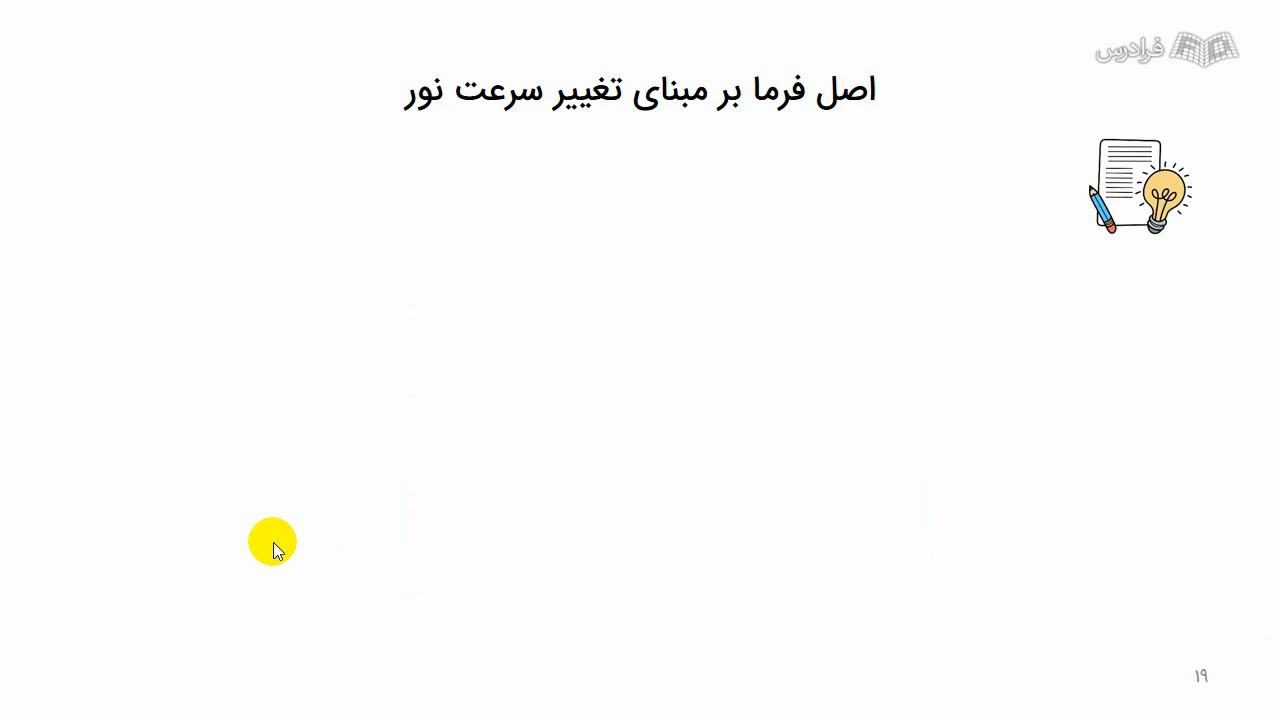 فرادرس
اصل فرما بر مبنای تغییر سرعت نور
۱۹